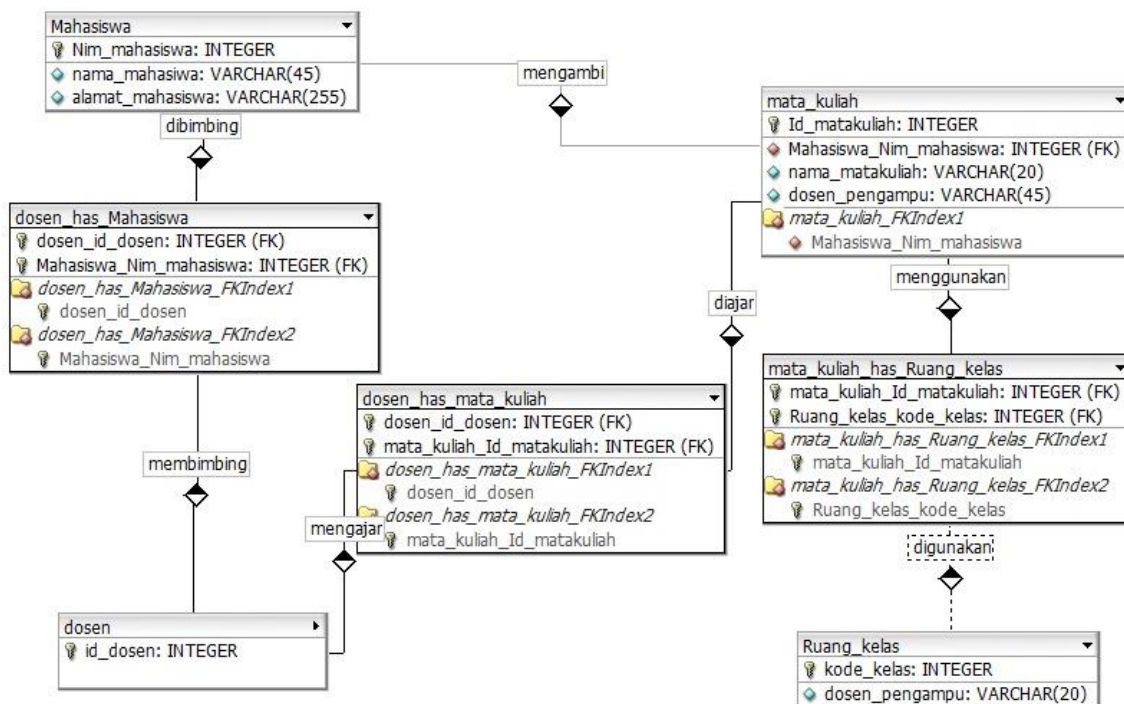 Mahasiswa
Nim_mahasiswa: INTEGER
nama_mahasiwa: VARCHAR(45)
alamat_mahasiswa: VARCHAR(255)
mengambi
mata_kuliah
Id_matakuliah: INTEGER
Mahasiswa_Nim_mahasiswa: INTEGER (FK)
nama_matakuliah: VARCHAR(20)
dosen_pengampu: VARCHAR(45)
mata_kuliah_FKIndex1
Mahasiswa_Nim_mahasiswa
dibimbing
dosen_has_Mahasiswa
dosen_id_dosen: INTEGER (FK)
Mahasiswa_Nim_mahasiswa: INTEGER (FK)
dosen_has_Mahasiswa_FKIndex1
dosen_id_dosen
dosen_has_Mahasiswa_FKIndex2
Mahasiswa_Nim_mahasiswa
diajar
menggunakan
mata_kuliah_has_Ruang_kelas
mata_kuliah_Id_matakuliah: INTEGER (FK)
Ruang_kelas_kode_kelas: INTEGER (FK)
mata_kuliah_has_Ruang_kelas_FKIndex1
mata_kuliah_Id_matakuliah
mata_kuliah_has_Ruang_kelas_FKIndex2
Ruang_kelas_kode_kelas
dosen_has_mata_kuliah
dosen_id_dosen: INTEGER (FK)
mata_kuliah_Id_matakuliah: INTEGER (FK)
dosen_has_mata_kuliah_FKIndex1
dosen_id_dosen
dosen_has_mata_kuliah_FKIndex2
mata_kuliah_Id_matakuliah
membimbing
mengajar
digunakan
dosen
id_dosen: INTEGER
Ruang_kelas
kode_kelas: INTEGER
dosen_pengampu: VARCHAR(20)